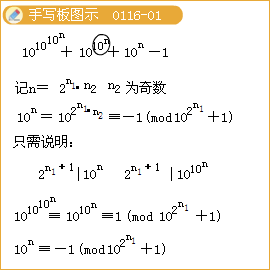 手写板图示 0116-01
10^{10^{10^n}} + 10^{10^n} + 10^n − 1
记n = 2^{n_1}·n_2 n_2 为奇数
10^n = 10^{2^{n_1}·n_2} ≡ −1 (mod 10^{2^{n_1}} + 1)
只需说明:
2^{n_1+1} | 10^n 2^{n_1+1} | 10^{10^n}
10^{10^{10^n}} ≡ 10^{10^n} ≡ 1 (mod 10^{2^{n_1}} + 1)
10^n ≡ −1 (mod 10^{2^{n_1}} + 1)